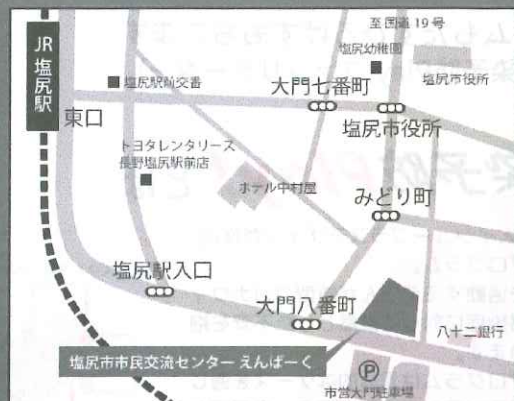 至国道19号
塩尻幼稚園
JR塩尻駅
塩尻駅前交番
大門七番町
塩尻市役所
東口
塩尻市役所
トヨタレンタリース
長野塩尻駅前店
ホテル中村屋
みどり町
塩尻駅入口
大門八番町
八十二銀行
塩尻市市民交流センター えんぱーく
P
市営大門駐車場